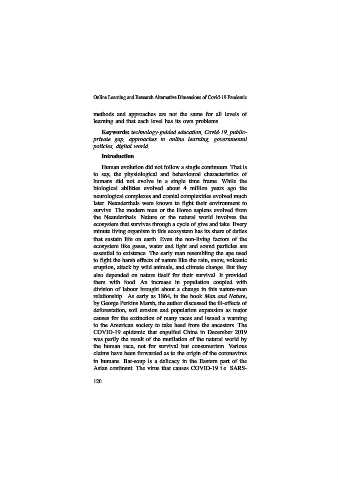 Online Learning and Research Alternative Dimensions of Covid-19 Pandemic
methods and approaches are not the same for all levels of
learning and that each level has its own problems
Keywords: technology-guided education, Covid-19, public-
private gap, approaches in online learning, governmental
policies, digital world
Introduction
Human evolution did not follow a single continuum. That is
to say, the physiological and behavioural characteristics of
humans did not evolve in a single time frame. While the
biological abilities evolved about 4 million years ago the
neurological complexes and cranial complexities evolved much
later. Neanderthals were known to fight their environment to
survive. The modern man or the Homo sapiens evolved from
the Neanderthals. Nature or the natural world involves the
ecosystem that survives through a cycle of give and take. Every
minute living organism in this ecosystem has its share of duties
that sustain life on earth. Even the non-living factors of the
ecosystem like gases, water and light and sound particles are
essential to existence. The early man resembling the ape used
to fight the harsh effects of nature like the rain, snow, volcanic
eruption, attack by wild animals, and climate change. But they
also depended on nature itself for their survival. It provided
them with food. An increase in population coupled with
division of labour brought about a change in this nature-man
relationship. As early as 1864, in the book Man and Nature,
by George Perkins Marsh, the author discussed the ill-effects of
deforestation, soil erosion and population expansion as major
causes for the extinction of many races and issued a warning
to the American society to take heed from the ancestors. The
COVID-19 epidemic that engulfed China in December 2019
was partly the result of the mutilation of the natural world by
the human race, not for survival but consumerism. Various
claims have been forwarded as to the origin of the coronavirus
in humans. Bat-soup is a delicacy in the Eastern part of the
Asian continent. The virus that causes COVID-19 i.e. SARS-
120